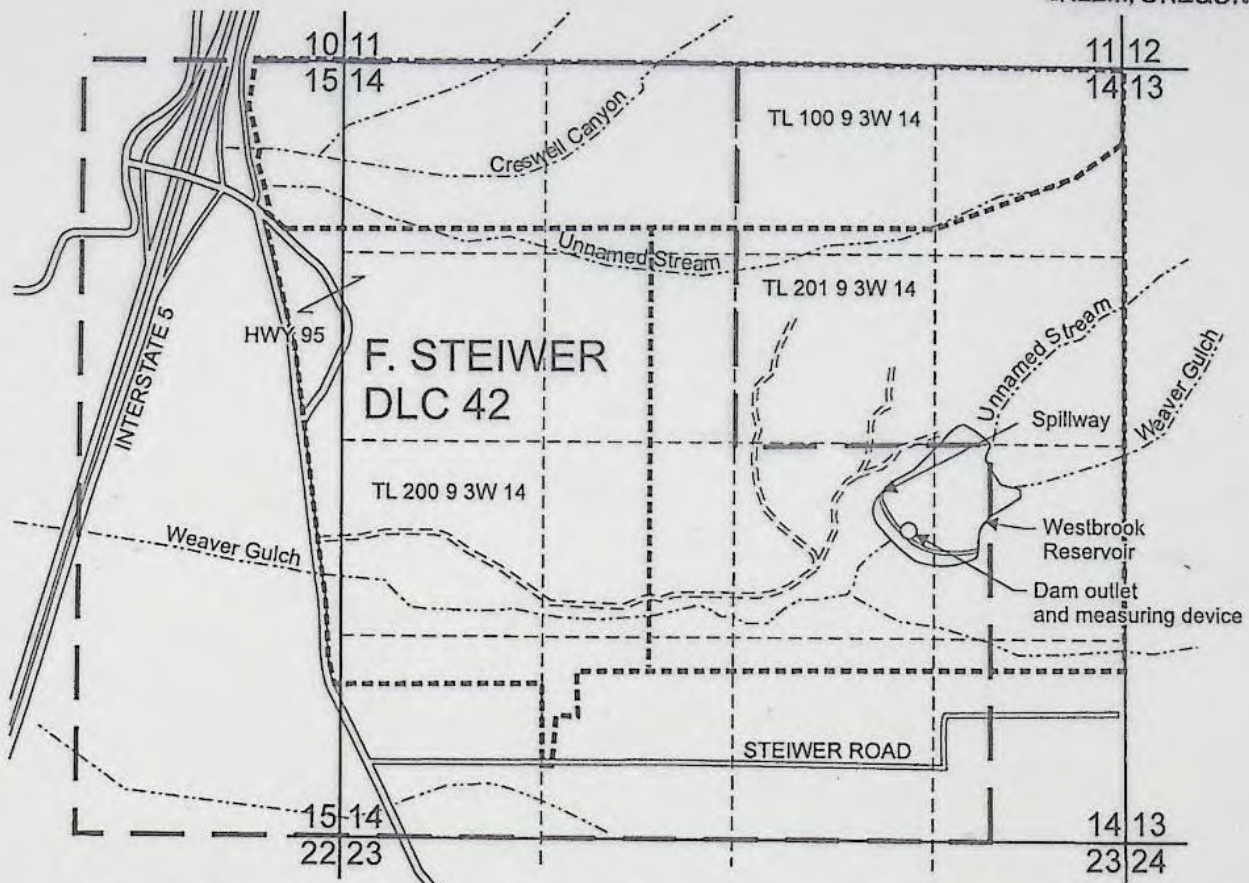 10 11
15 14
11 12
14 13
TL 100 9 3W 14
Creswell Canyon
Unnamed Stream
TL 201 9 3W 14
HWY 95
INTERSTATE 5
F. STEIWER
DLC 42
Unnamed Stream
Weaver Gulch
Spillway
TL 200 9 3W 14
Weaver Gulch
Westbrook
Reservoir
Dam outlet
and measuring device
STEIWER ROAD
15 14
22 23
14 13
23 24